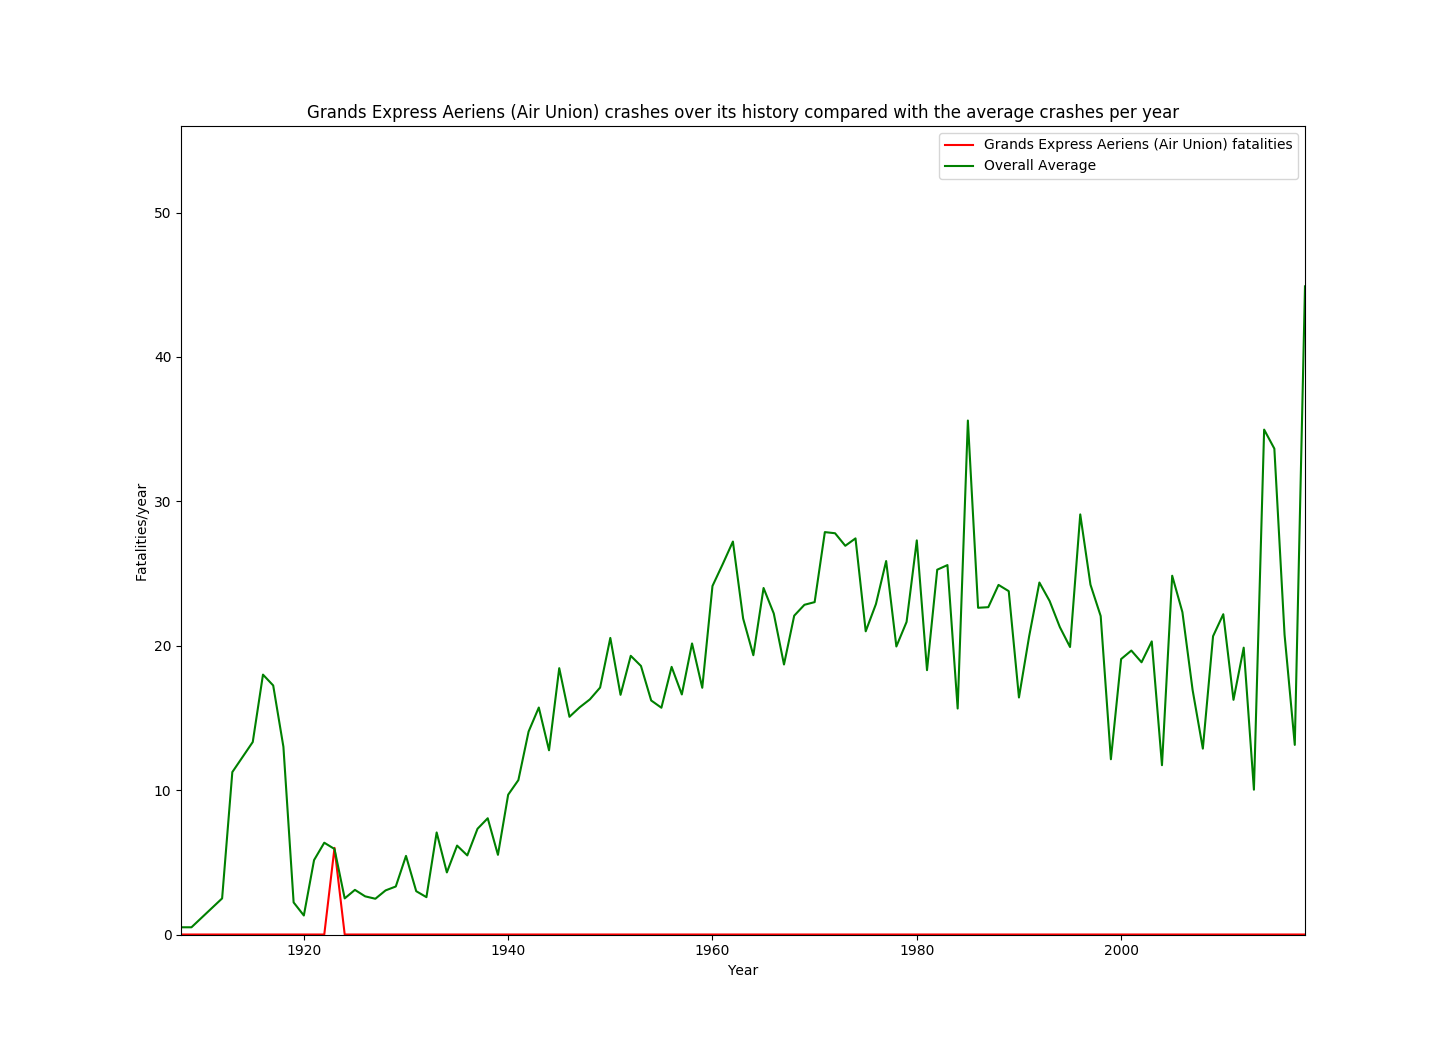 Grands Express Aeriens (Air Union) crashes over its history compared with the average crashes per year
Grands Express Aeriens (Air Union) fatalities
Overall Average
50
40
30
20
10
0
Fatalities/year
1920
1940
1960
1980
2000
Year